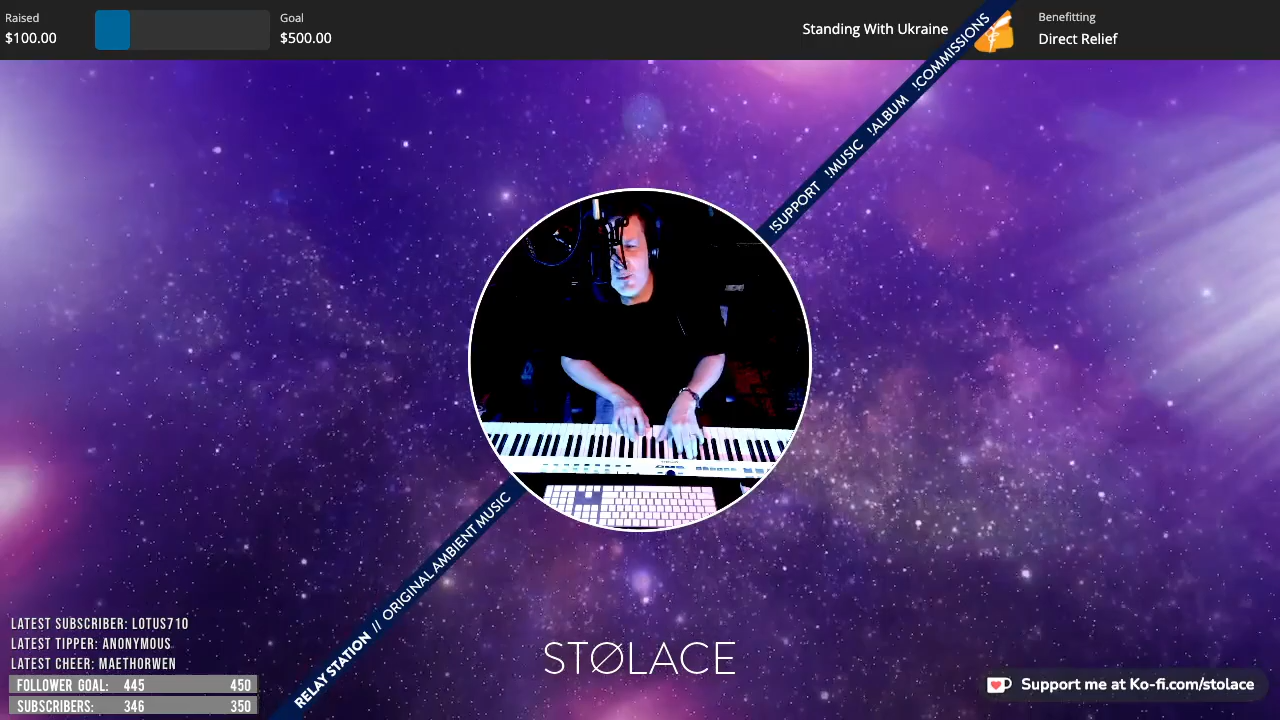 Raised
$100.00
Goal
$500.00
Standing With Ukraine
Benefitting
Direct Relief
!SUPPORT !MUSIC !ALBUM !COMMISSIONS
RELAY STATION // ORIGINAL AMBIENT MUSIC
STØLACE
LATEST SUBSCRIBER: LOTUS710
LATEST TIPPER: ANONYMOUS
LATEST CHEER: MAETHORWEN
FOLLOWER GOAL: 445 450
SUBSCRIBERS: 346 350
Support me at Ko-fi.com/stolace